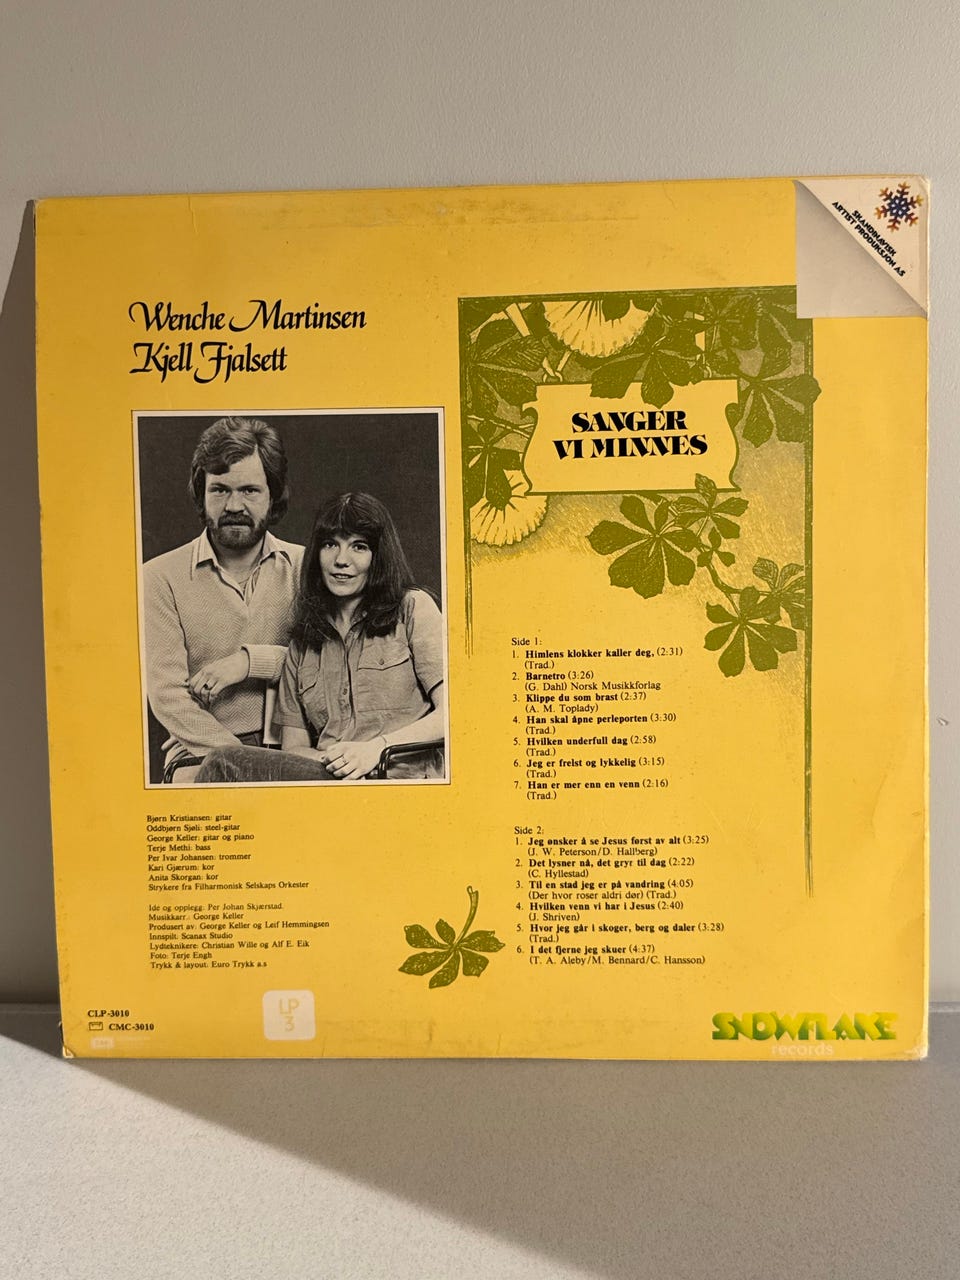 SKANDINAVISK
ARTIST PRODUKSJON AS
Wenche Martinsen
Kjell Fjalsett
SANGER
VI MINNES
Side 1:
1. Himlens klokker kaller deg, (2:31)
(Trad.)
2. Barnetro (3:26)
(G. Dahl) Norsk Musikkforlag
3. Klippe du som brast (2:37)
(A. M. Toplady)
4. Han skal åpne perleporten (3:30)
(Trad.)
5. Hvilken underfull dag (2:58)
(Trad.)
6. Jeg er frelst og lykkelig (3:15)
(Trad.)
7. Han er mer enn en venn (2:16)
(Trad.)
Side 2:
1. Jeg ønsker å se Jesus først av alt (3:25)
(J. W. Peterson/D. Hallberg)
2. Det lysner nå, det gryr til dag (2:22)
(C. Hyllestad)
3. Til en stad jeg er på vandring (4:05)
(Der hvor roser aldri dør) (Trad.)
4. Hvilken venn vi har i Jesus (2:40)
(J. Shriven)
5. Hvor jeg går i skoger, berg og daler (3:28)
(Trad.)
6. I det fjerne jeg skuer (4:37)
(T. A. Aleby/M. Bennard/C. Hansson)
Bjørn Kristiansen: gitar
Oddbjørn Sjøli: steel-gitar
George Keller: gitar og piano
Terje Methi: bass
Per Ivar Johansen: trommer
Kari Gjærum: kor
Anita Skorgan: kor
Strykere fra Filharmonisk Selskaps Orkester
Ide og opplegg: Per Johan Skjærstad.
Musikkarr.: George Keller
Produsert av: George Keller og Leif Hemmingsen
Innspilt: Scanax Studio
Lydteknikere: Christian Wille og Alf E. Eik
Foto: Terje Engh
Trykk & layout: Euro Trykk a.s
CLP-3010
CMC-3010
LP
3
SNOWFLAKE
records